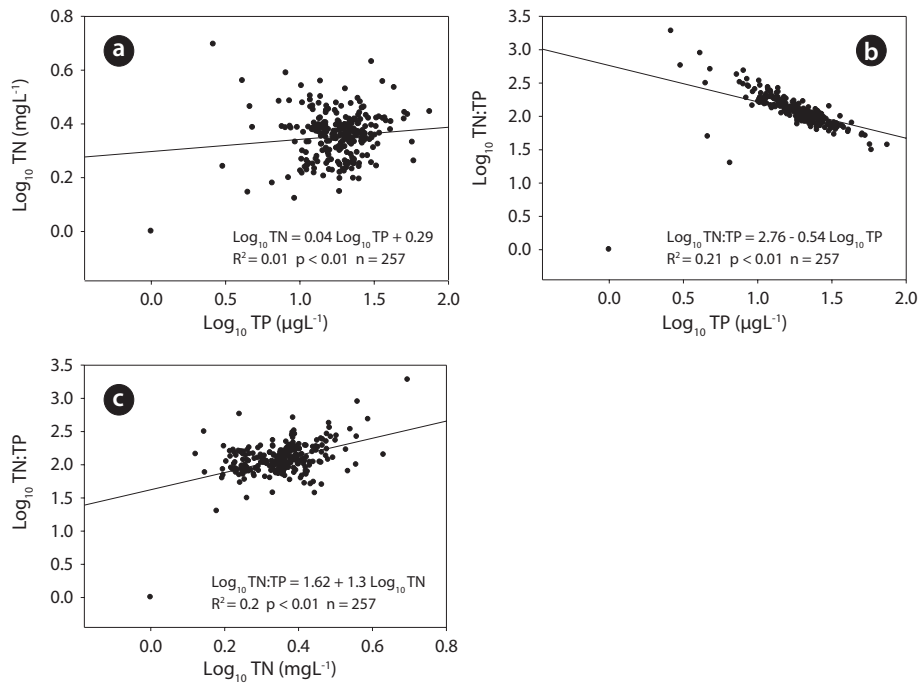 a
0.8
0.6
0.4
0.2
0.0
Log10 TN (mgL-1)
Log10 TN = 0.04 Log10 TP + 0.29
R2 = 0.01 p < 0.01 n = 257
0.0 0.5 1.0 1.5 2.0
Log10 TP (µgL-1)
b
3.5
3.0
2.5
2.0
1.5
1.0
0.5
0.0
Log10 TN:TP
Log10 TN:TP = 2.76 - 0.54 Log10 TP
R2 = 0.21 p < 0.01 n = 257
0.0 0.5 1.0 1.5 2.0
Log10 TP (µgL-1)
c
3.5
3.0
2.5
2.0
1.5
1.0
0.5
0.0
Log10 TN:TP
Log10 TN:TP = 1.62 + 1.3 Log10 TN
R2 = 0.2 p < 0.01 n = 257
0.0 0.2 0.4 0.6 0.8
Log10 TN (mgL-1)